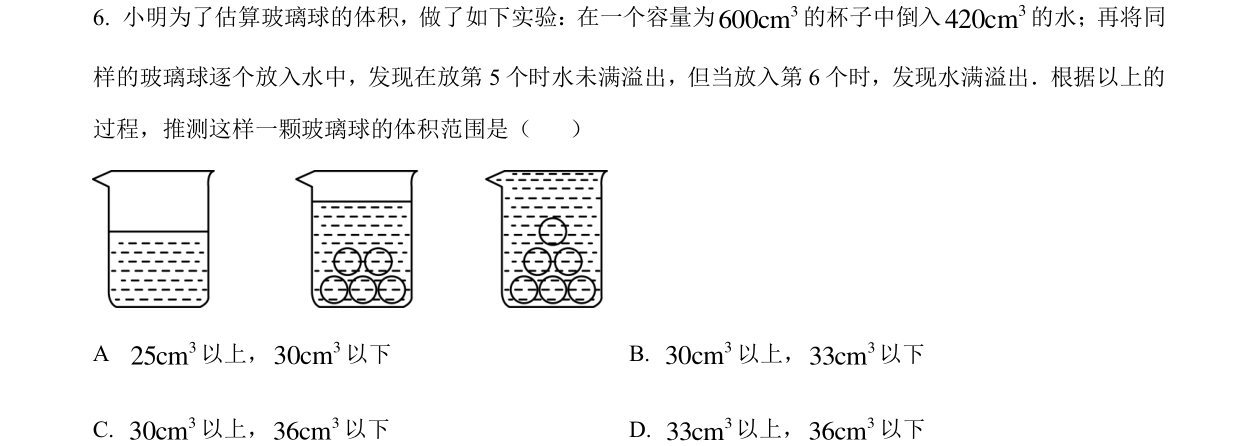 6. 小明为了估算玻璃球的体积，做了如下实验：在一个容量为600cm³的杯子中倒入420cm³的水；再将同
样的玻璃球逐个放入水中，发现在放第 5 个时水未满溢出，但当放入第 6 个时，发现水满溢出．根据以上的
过程，推测这样一颗玻璃球的体积范围是（ ）
A 25cm³以上，30cm³以下 B. 30cm³以上，33cm³以下
C. 30cm³以上，36cm³以下 D. 33cm³以上，36cm³以下